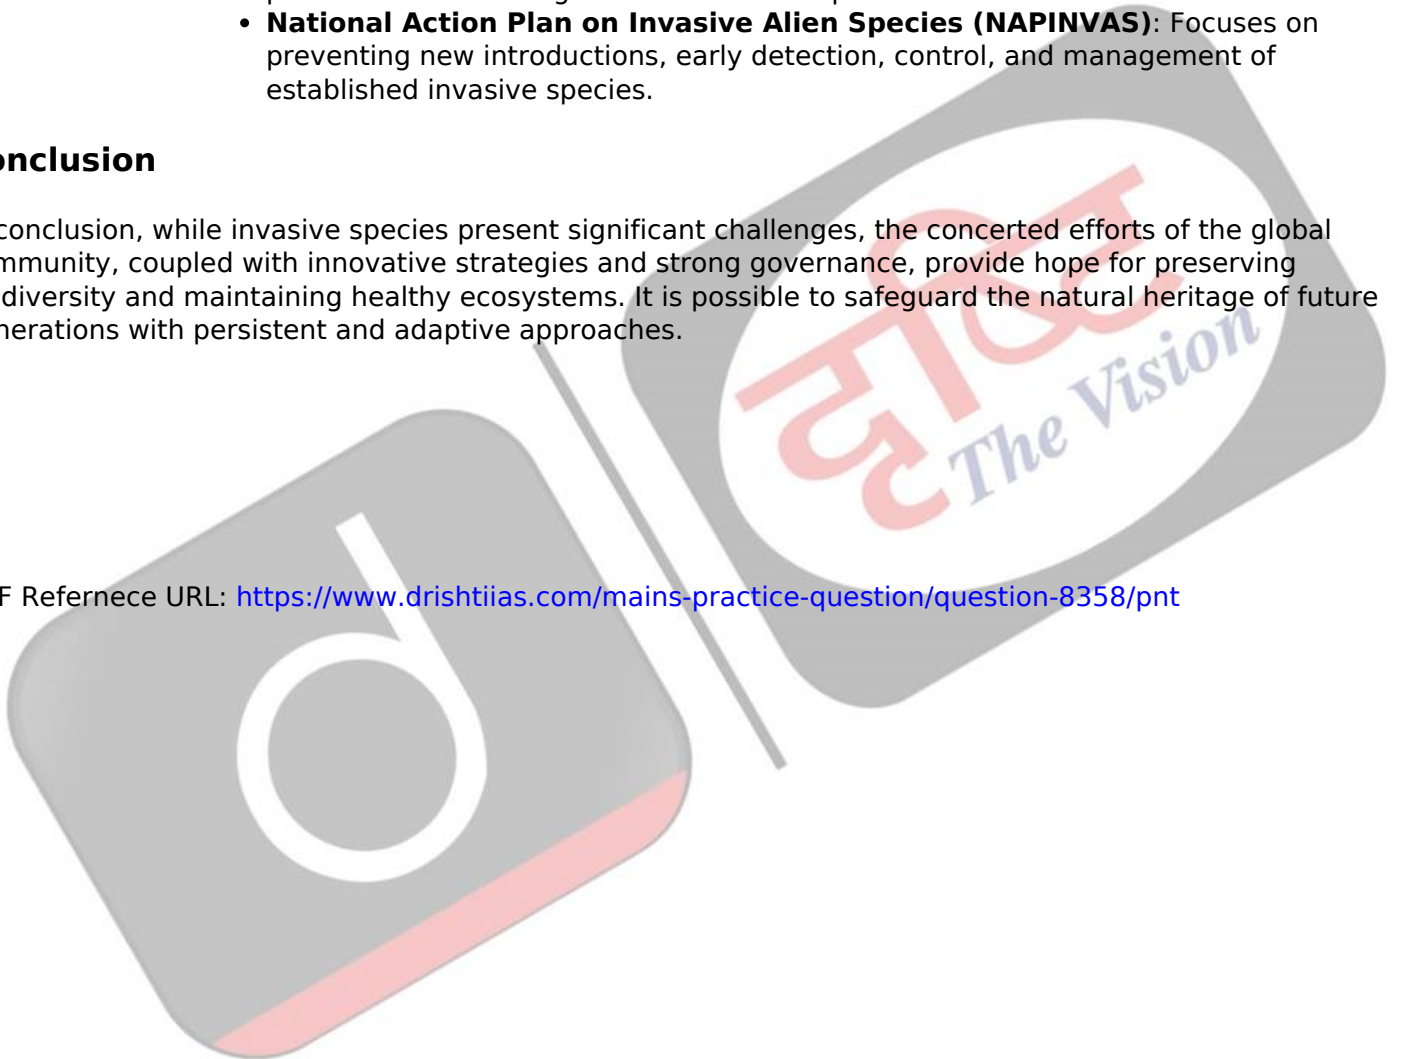 • National Action Plan on Invasive Alien Species (NAPINVAS): Focuses on
preventing new introductions, early detection, control, and management of
established invasive species.
onclusion
conclusion, while invasive species present significant challenges, the concerted efforts of the global
mmunity, coupled with innovative strategies and strong governance, provide hope for preserving
diversity and maintaining healthy ecosystems. It is possible to safeguard the natural heritage of future
nerations with persistent and adaptive approaches.
दृष्टि
The Vision
d
F Refernece URL: https://www.drishtiias.com/mains-practice-question/question-8358/pnt